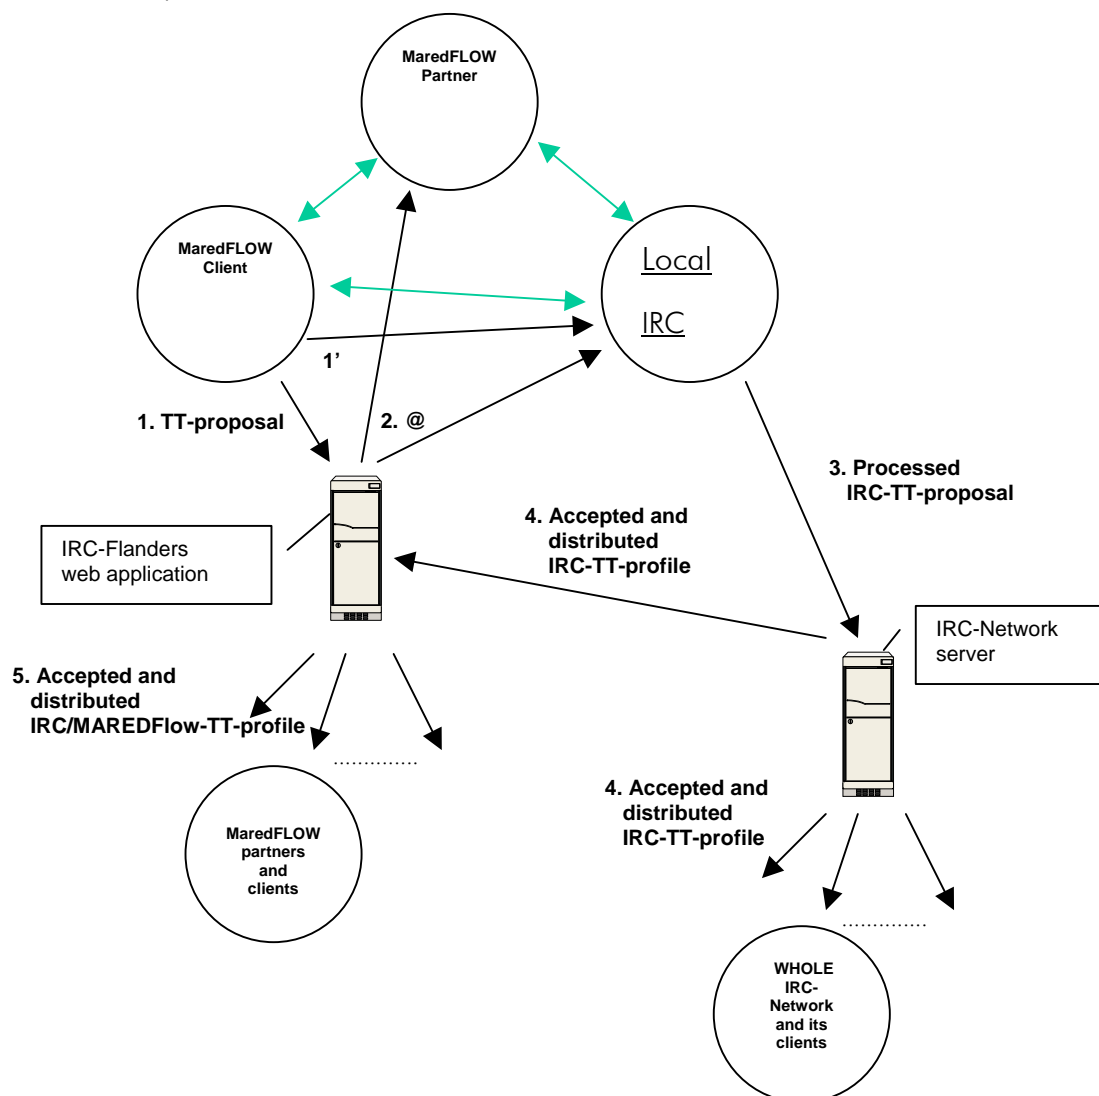 MaredFLOW
Partner
MaredFLOW
Client
Local
IRC
1’
1. TT-proposal
2. @
3. Processed
IRC-TT-proposal
4. Accepted and
distributed
IRC-TT-profile
IRC-Flanders
web application
IRC-Network
server
5. Accepted and
distributed
IRC/MAREDFlow-TT-profile
4. Accepted and
distributed
IRC-TT-profile
MaredFLOW
partners
and
clients
WHOLE
IRC-
Network
and its
clients